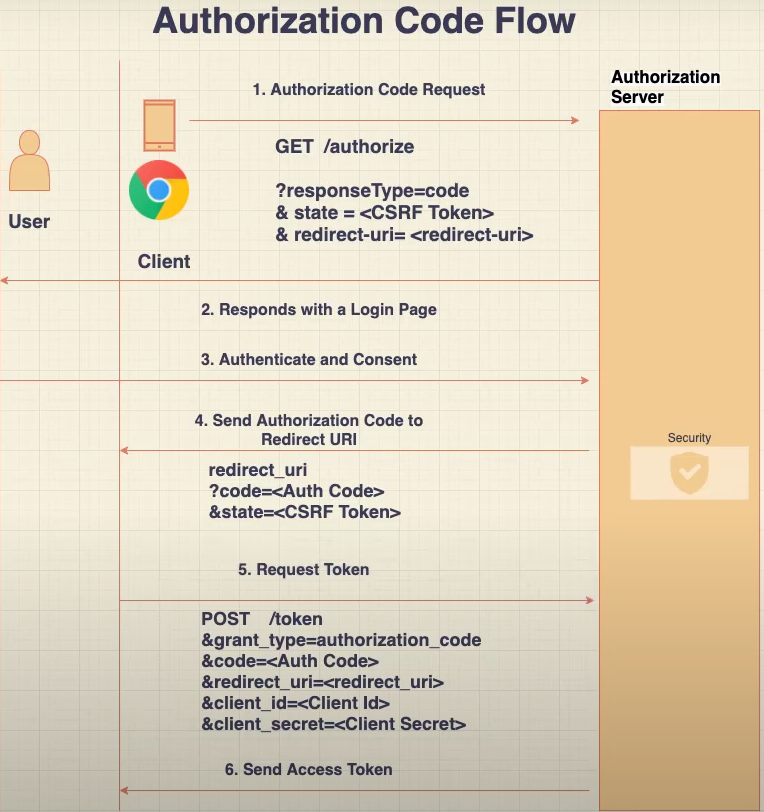 Authorization Code Flow
Authorization
Server
1. Authorization Code Request
GET /authorize
?responseType=code
& state = <CSRF Token>
& redirect-uri= <redirect-uri>
User
Client
2. Responds with a Login Page
3. Authenticate and Consent
4. Send Authorization Code to
Redirect URI
redirect_uri
?code=<Auth Code>
&state=<CSRF Token>
Security
5. Request Token
POST /token
&grant_type=authorization_code
&code=<Auth Code>
&redirect_uri=<redirect_uri>
&client_id=<Client Id>
&client_secret=<Client Secret>
6. Send Access Token